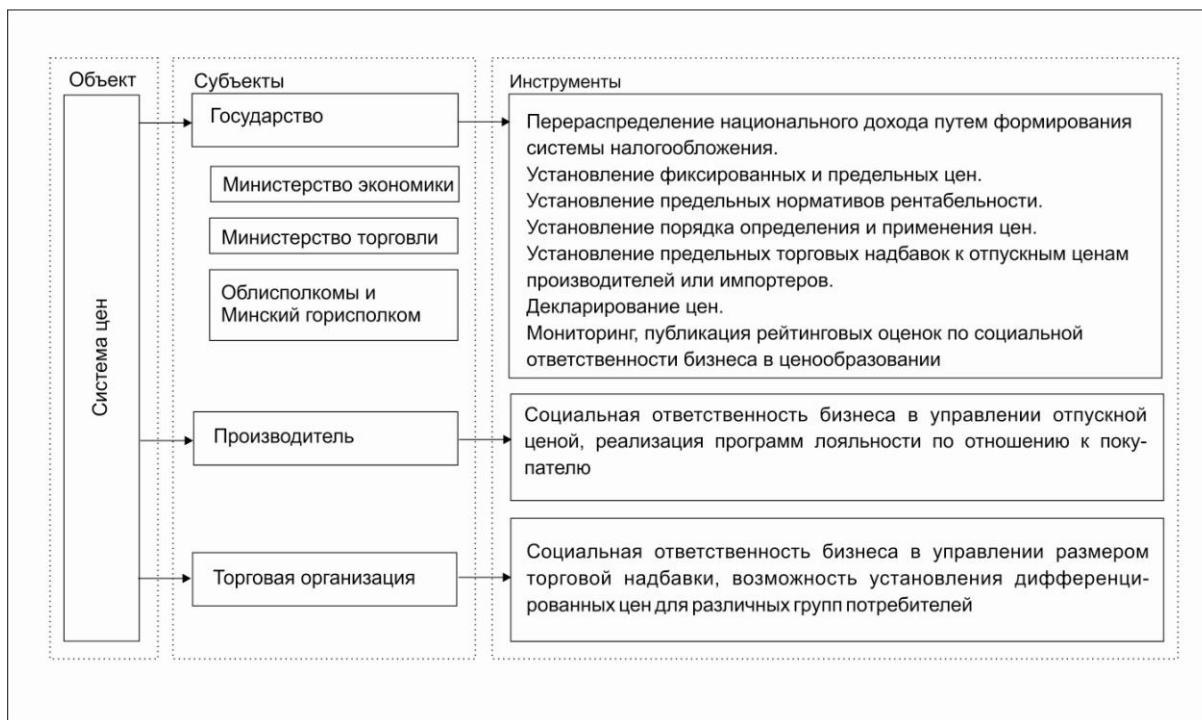 Объект
Система цен
Субъекты
Государство
Министерство экономики
Министерство торговли
Облисполкомы и
Минский горисполком
Производитель
Торговая организация
Инструменты
Перераспределение национального дохода путем формирования
системы налогообложения.
Установление фиксированных и предельных цен.
Установление предельных нормативов рентабельности.
Установление порядка определения и применения цен.
Установление предельных торговых надбавок к отпускным ценам
производителей или импортеров.
Декларирование цен.
Мониторинг, публикация рейтинговых оценок по социальной
ответственности бизнеса в ценообразовании
Социальная ответственность бизнеса в управлении отпускной
ценой, реализация программ лояльности по отношению к поку-
пателю
Социальная ответственность бизнеса в управлении размером
торговой надбавки, возможность установления дифференци-
рованных цен для различных групп потребителей